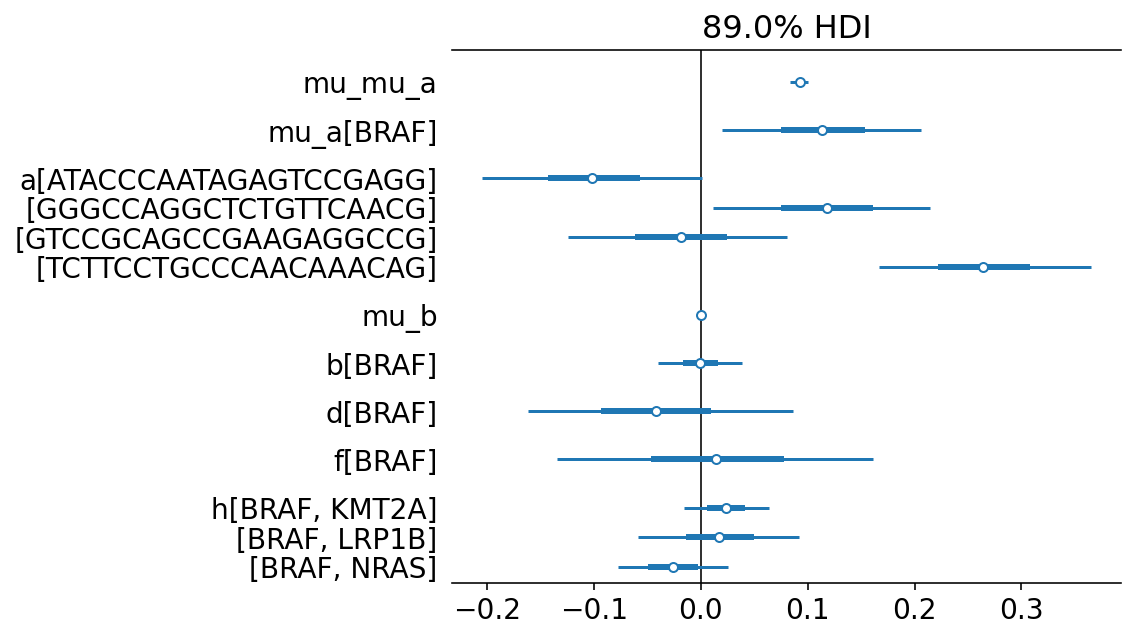 89.0% HDI
mu_mu_a
mu_a[BRAF]
a[ATACCCAATAGAGTCCGAGG]
[GGGCCAGGCTCTGTTCAACG]
[GTCCGCAGCCGAAGAGGCCG]
[TCTTCCTGCCCAACAAACAG]
mu_b
b[BRAF]
d[BRAF]
f[BRAF]
h[BRAF, KMT2A]
[BRAF, LRP1B]
[BRAF, NRAS]
−0.2 −0.1 0.0 0.1 0.2 0.3